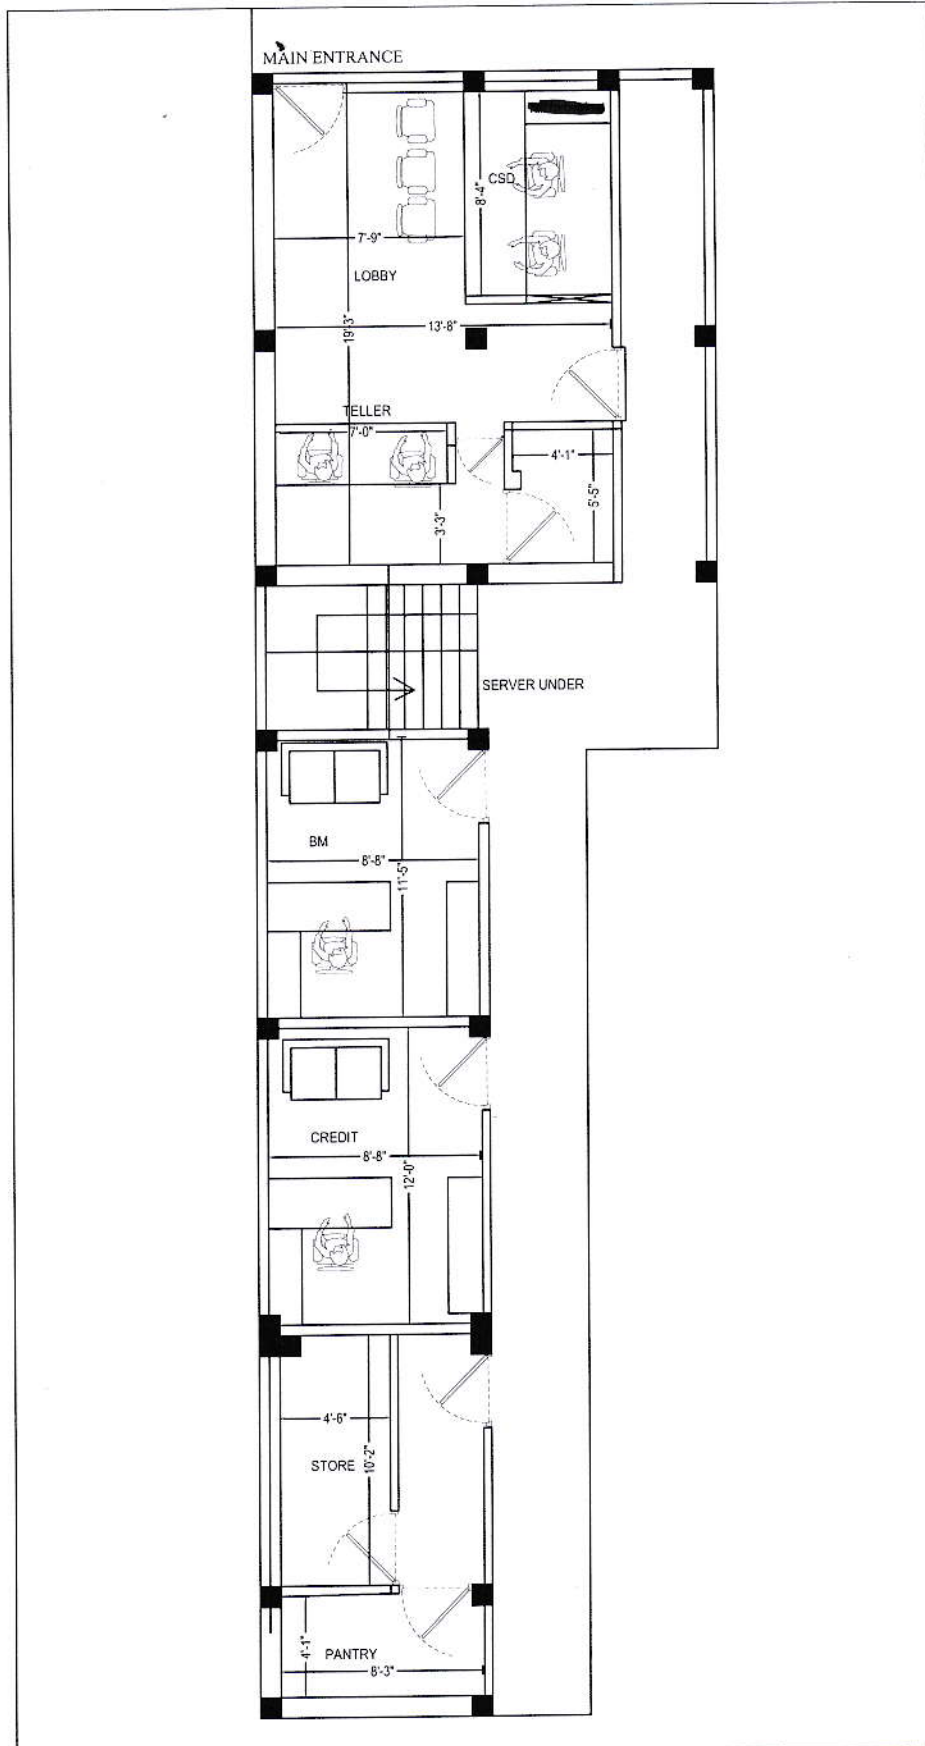 MAIN ENTRANCE
CSD
8'-4"
7'-9"
LOBBY
13'-8"
19'-3"
TELLER
7'-0"
4'-1"
5'-5"
3'-3"
SERVER UNDER
BM
8'-8"
11'-5"
CREDIT
8'-8"
12'-0"
4'-6"
STORE
10'-2"
4'-1"
PANTRY
8'-3"